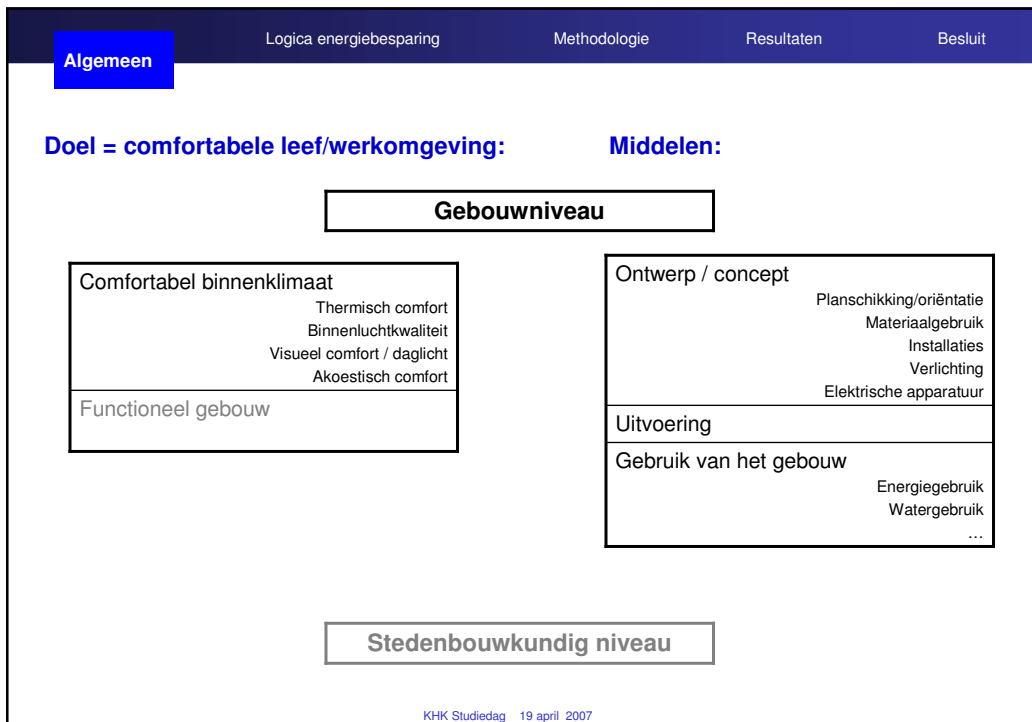 Algemeen
Logica energiebesparing
Methodologie
Resultaten
Besluit
Doel = comfortabele leef/werkomgeving:
Middelen:
Gebouwniveau
Comfortabel binnenklimaat
Thermisch comfort
Binnenluchtkwaliteit
Visueel comfort / daglicht
Akoestisch comfort
Functioneel gebouw
Ontwerp / concept
Planschikking/oriëntatie
Materiaalgebruik
Installaties
Verlichting
Elektrische apparatuur
Uitvoering
Gebruik van het gebouw
Energiegebruik
Watergebruik
…
Stedenbouwkundig niveau
KHK Studiedag 19 april 2007